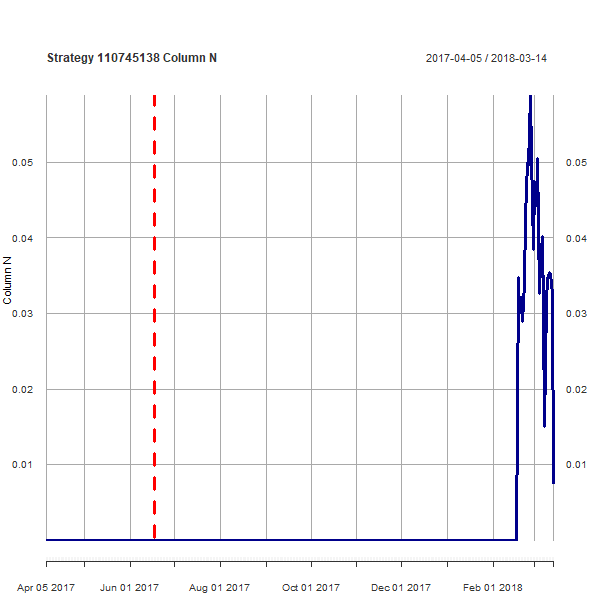 Strategy 110745138 Column N
2017-04-05 / 2018-03-14
Column N
0.05
0.04
0.03
0.02
0.01
0.05
0.04
0.03
0.02
0.01
Apr 05 2017
Jun 01 2017
Aug 01 2017
Oct 01 2017
Dec 01 2017
Feb 01 2018